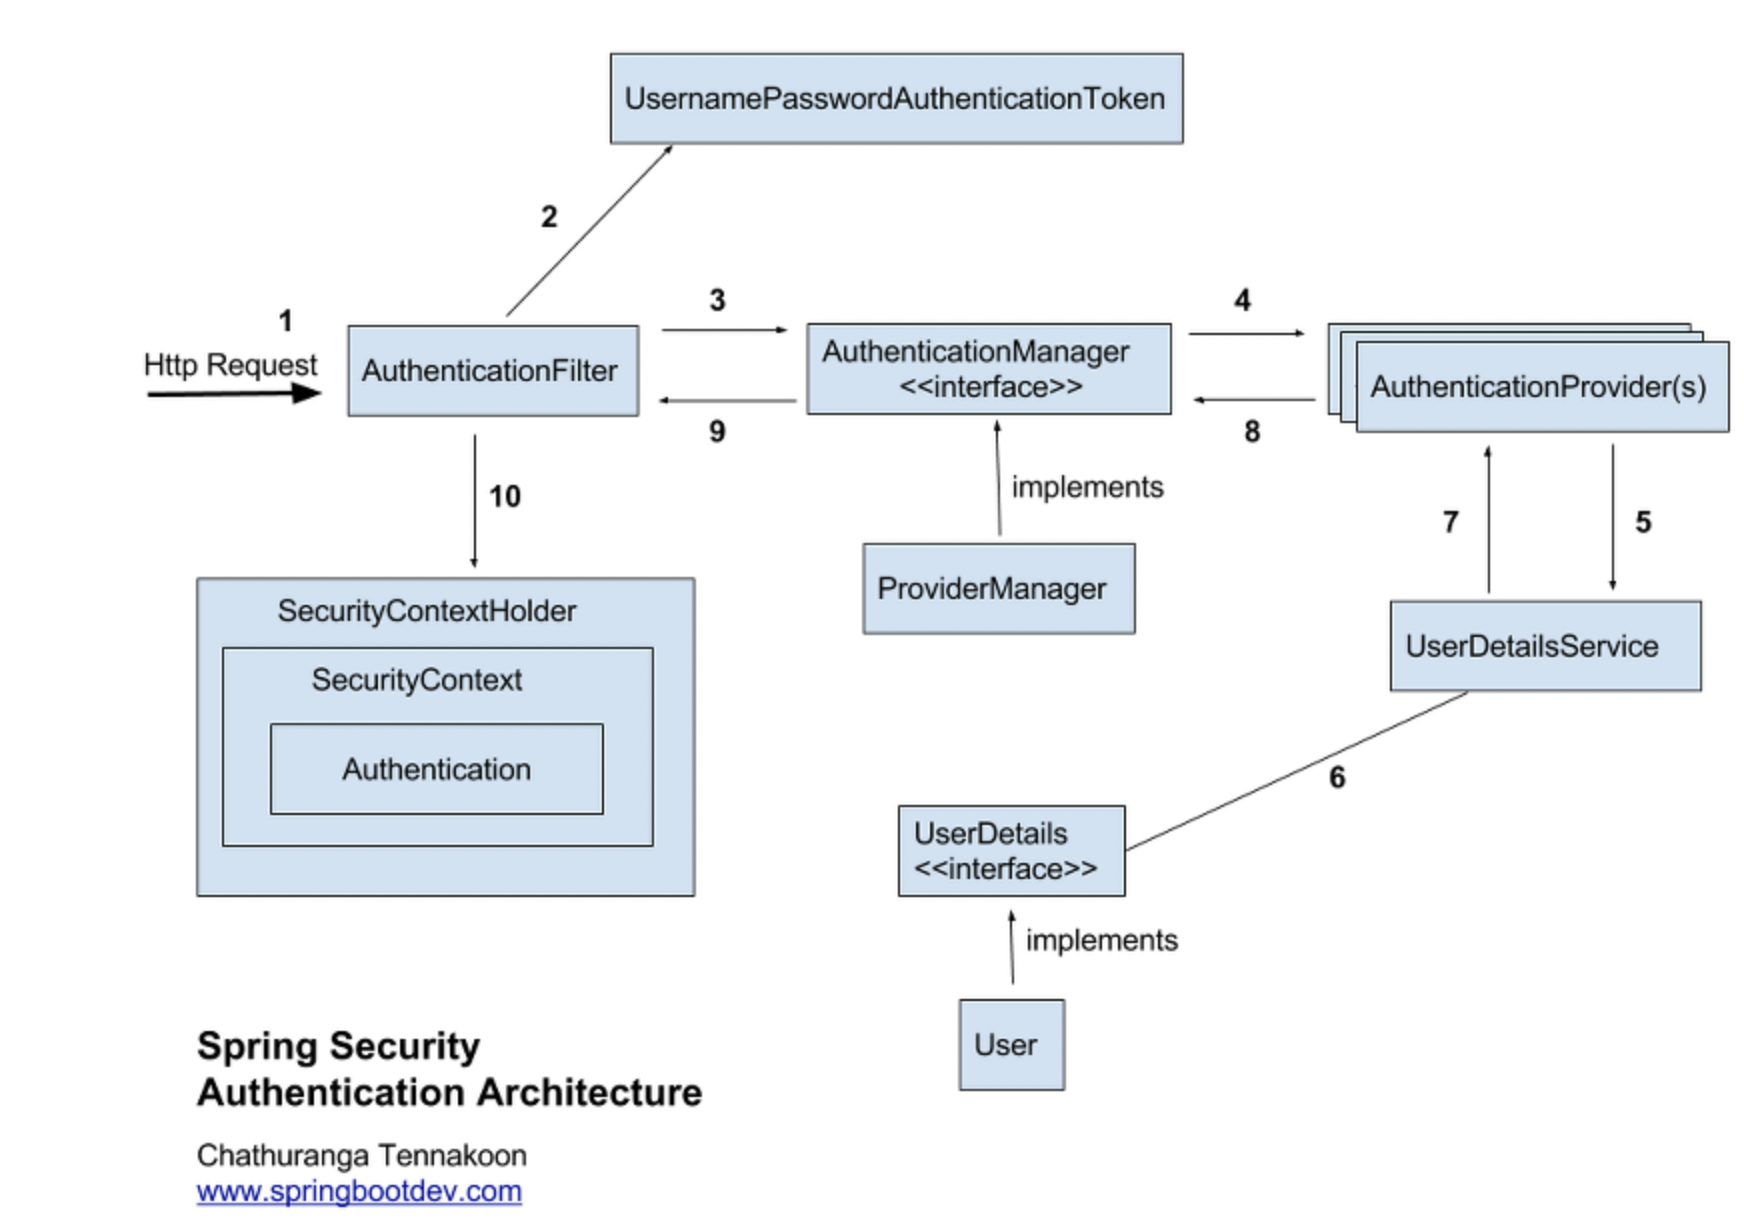 UsernamePasswordAuthenticationToken
2
1
Http Request
AuthenticationFilter
3
9
AuthenticationManager
<<interface>>
4
8
AuthenticationProvider(s)
10
implements
ProviderManager
7
5
UserDetailsService
SecurityContextHolder
SecurityContext
Authentication
6
UserDetails
<<interface>>
implements
User
Spring Security
Authentication Architecture
Chathuranga Tennakoon
www.springbootdev.com